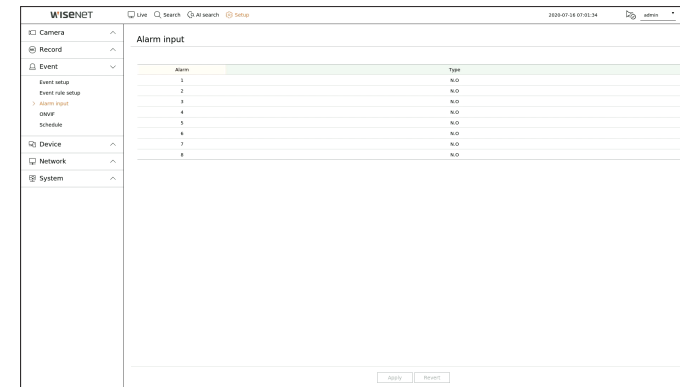 WISENET
Live Search AI search Setup 2020-07-16 07:01:34 admin
Camera
Record
Event
Event setup
Event rule setup
> Alarm input
ONVIF
Schedule
Device
Network
System
Alarm input
Alarm Type
1 N.O
2 N.O
3 N.O
4 N.O
5 N.O
6 N.O
7 N.O
8 N.O
Apply Revert